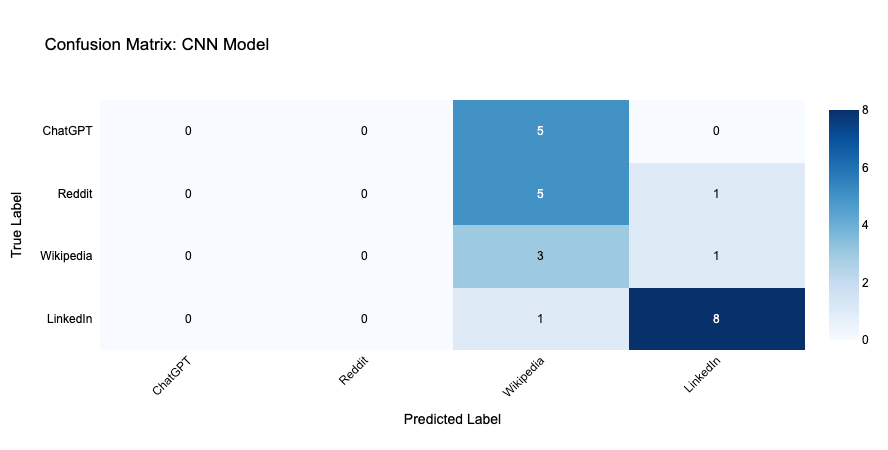 Confusion Matrix: CNN Model
ChatGPT 0 0 5 0
Reddit 0 0 5 1
Wikipedia 0 0 3 1
LinkedIn 0 0 1 8
ChatGPT Reddit Wikipedia LinkedIn
Predicted Label
True Label
8
6
4
2
0